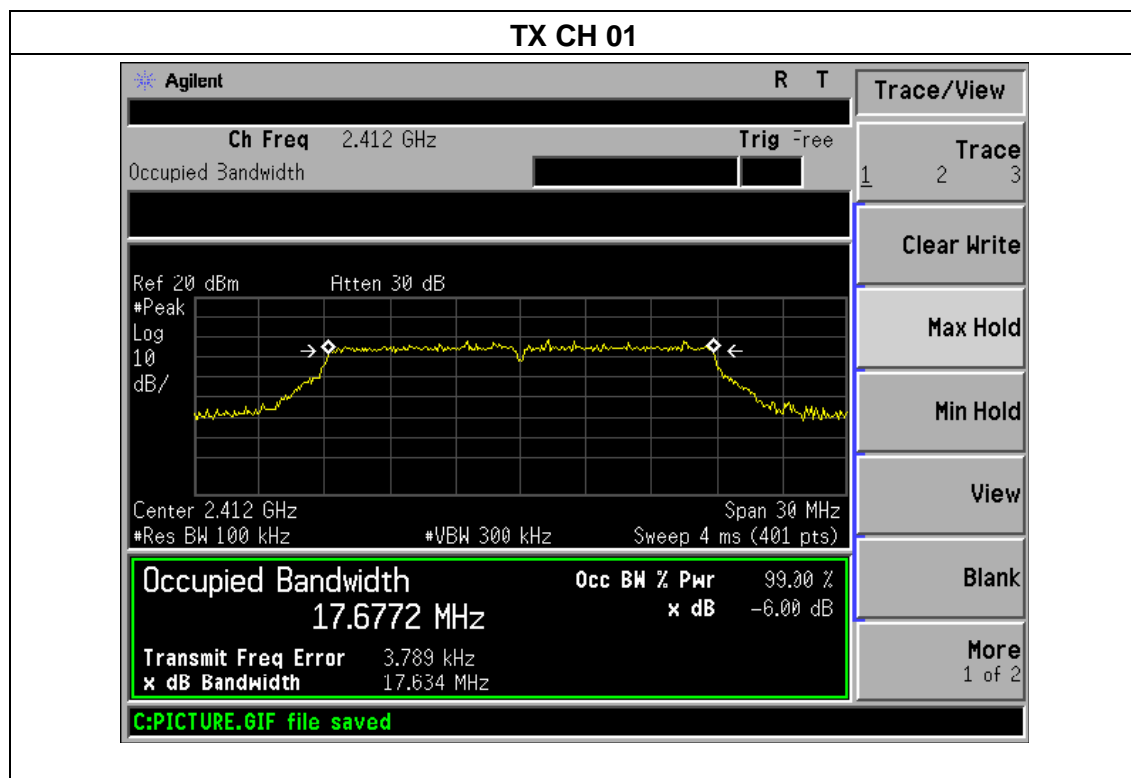 TX CH 01
Agilent
R T
Trace/View
Ch Freq 2.412 GHz
Trig Free
Occupied Bandwidth
Trace
1 2 3
Clear Write
Max Hold
Min Hold
View
Blank
More
1 of 2
Ref 20 dBm Atten 30 dB
#Peak
Log
10
dB/
Center 2.412 GHz Span 30 MHz
#Res BW 100 kHz #VBW 300 kHz Sweep 4 ms (401 pts)
Occupied Bandwidth
17.6772 MHz
Occ BW % Pwr 99.00 %
x dB -6.00 dB
Transmit Freq Error 3.789 kHz
x dB Bandwidth 17.634 MHz
C:PICTURE.GIF file saved